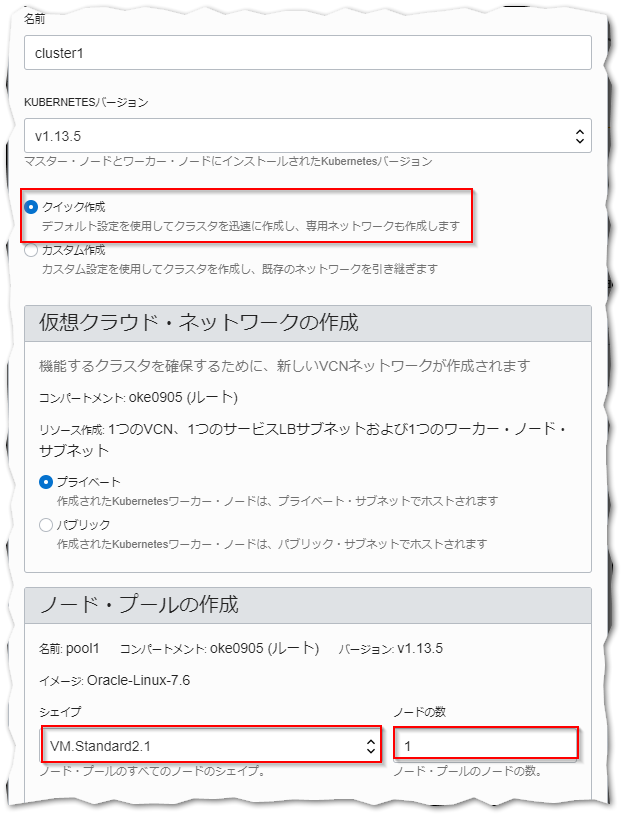 名前
cluster1
KUBERNETESバージョン
v1.13.5
マスター・ノードとワーカー・ノードにインストールされたKubernetesバージョン
クイック作成
デフォルト設定を使用してクラスタを迅速に作成し、専用ネットワークも作成します
カスタム作成
カスタム設定を使用してクラスタを作成し、既存のネットワークを引き継ぎます
仮想クラウド・ネットワークの作成
機能するクラスタを確保するために、新しいVCNネットワークが作成されます
コンパートメント: oke0905 (ルート)
リソース作成: 1つのVCN、1つのサービスLBサブネットおよび1つのワーカー・ノード・
サブネット
プライベート
作成されたKubernetesワーカー・ノードは、プライベート・サブネットでホストされます
パブリック
作成されたKubernetesワーカー・ノードは、パブリック・サブネットでホストされます
ノード・プールの作成
名前: pool1 コンパートメント: oke0905 (ルート) バージョン: v1.13.5
イメージ: Oracle-Linux-7.6
シェイプ ノードの数
VM.Standard2.1 1
ノード・プールのすべてのノードのシェイプ。 ノード・プールのノードの数。